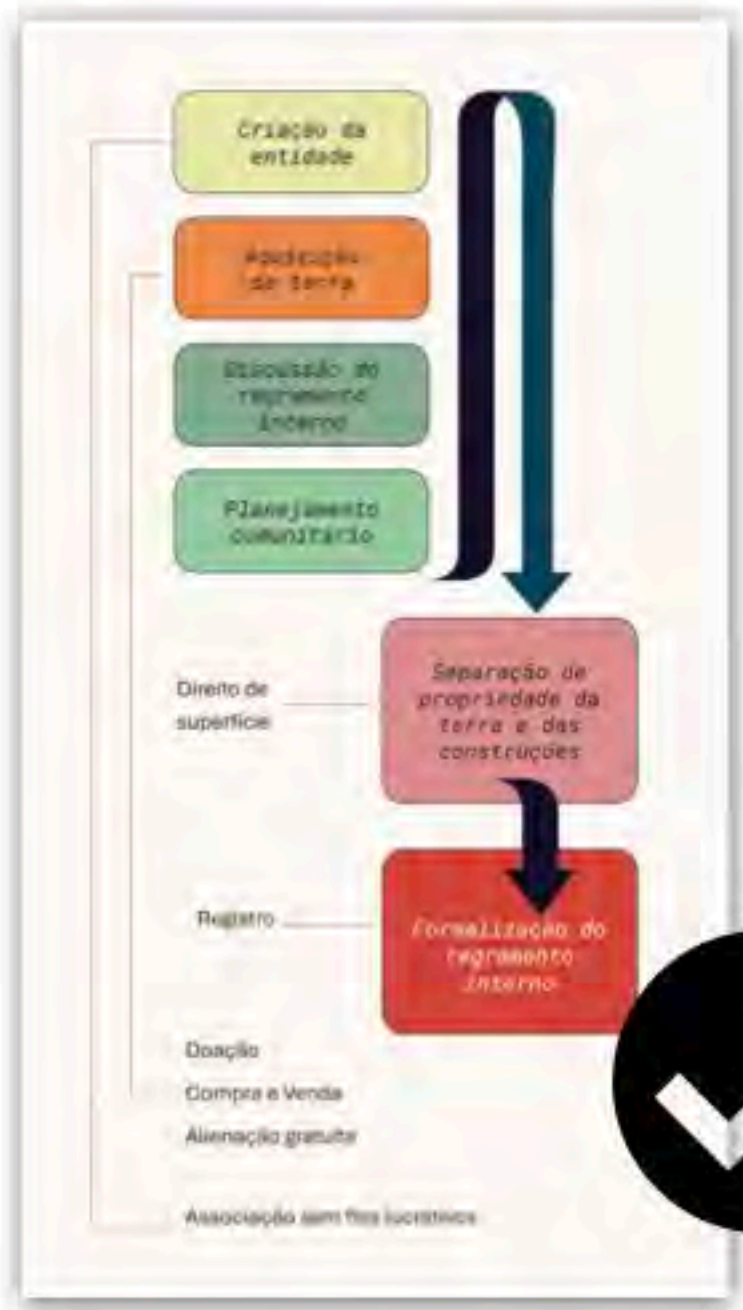 Criação da
entidade
Aquisição
da terra
Discussão do
regramento
interno
Planejamento
comunitário
Separação de
propriedade da
terra e das
construções
Direito de
superfície
Formalização do
regramento
interno
Registro
Doação
Compra e Venda
Alienação gratuita
Associação sem fins lucrativos